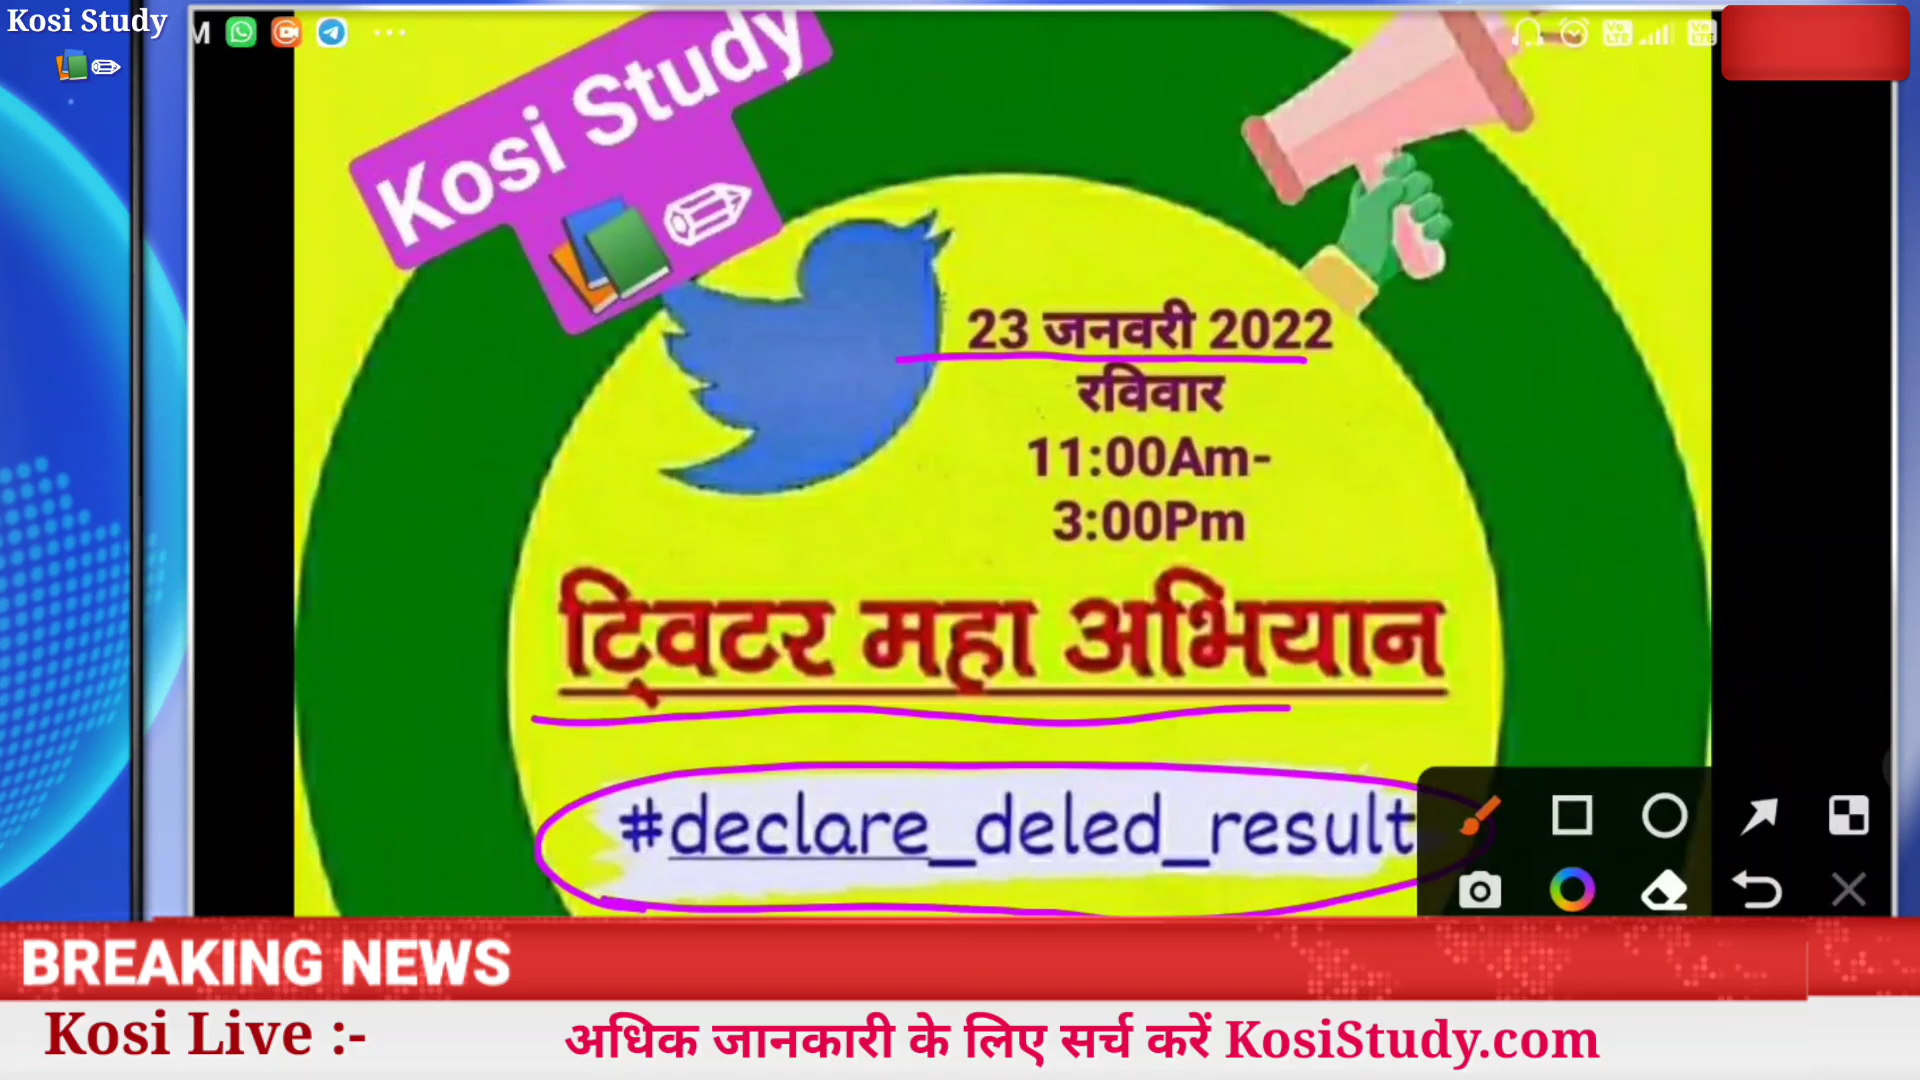 Kosi Study
M
Kosi Study
23 जनवरी 2022
रविवार
11:00Am-
3:00Pm
ट्विटर महा अभियान
#declare_deled_result
BREAKING NEWS
Kosi Live :-
अधिक जानकारी के लिए सर्च करें KosiStudy.com